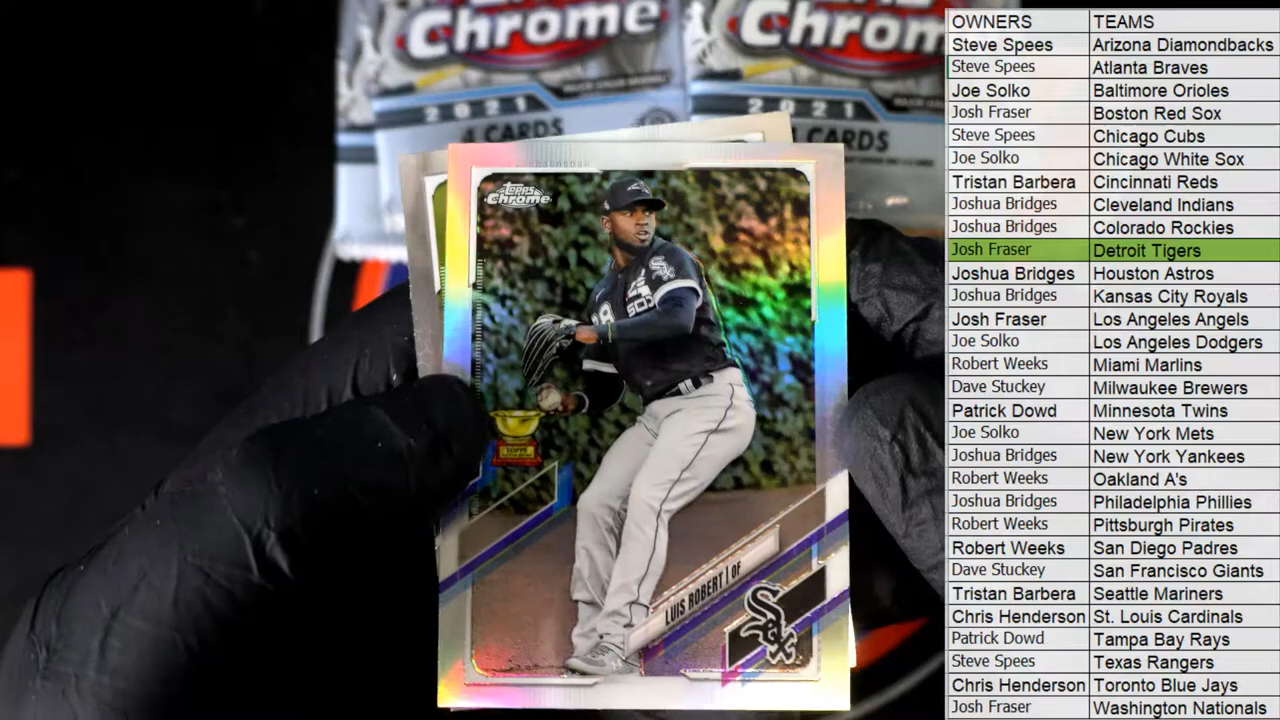 Chrome
Chrom
2021
2021
4 CARDS
CARDS
Topps
Chrome
Sox
TOPPS
LUIS ROBERT | OF
Sox
OWNERS TEAMS
Steve Spees Arizona Diamondbacks
Steve Spees Atlanta Braves
Joe Solko Baltimore Orioles
Josh Fraser Boston Red Sox
Steve Spees Chicago Cubs
Joe Solko Chicago White Sox
Tristan Barbera Cincinnati Reds
Joshua Bridges Cleveland Indians
Joshua Bridges Colorado Rockies
Josh Fraser Detroit Tigers
Joshua Bridges Houston Astros
Joshua Bridges Kansas City Royals
Josh Fraser Los Angeles Angels
Joe Solko Los Angeles Dodgers
Robert Weeks Miami Marlins
Dave Stuckey Milwaukee Brewers
Patrick Dowd Minnesota Twins
Joe Solko New York Mets
Joshua Bridges New York Yankees
Robert Weeks Oakland A's
Joshua Bridges Philadelphia Phillies
Robert Weeks Pittsburgh Pirates
Robert Weeks San Diego Padres
Dave Stuckey San Francisco Giants
Tristan Barbera Seattle Mariners
Chris Henderson St. Louis Cardinals
Patrick Dowd Tampa Bay Rays
Steve Spees Texas Rangers
Chris Henderson Toronto Blue Jays
Josh Fraser Washington Nationals